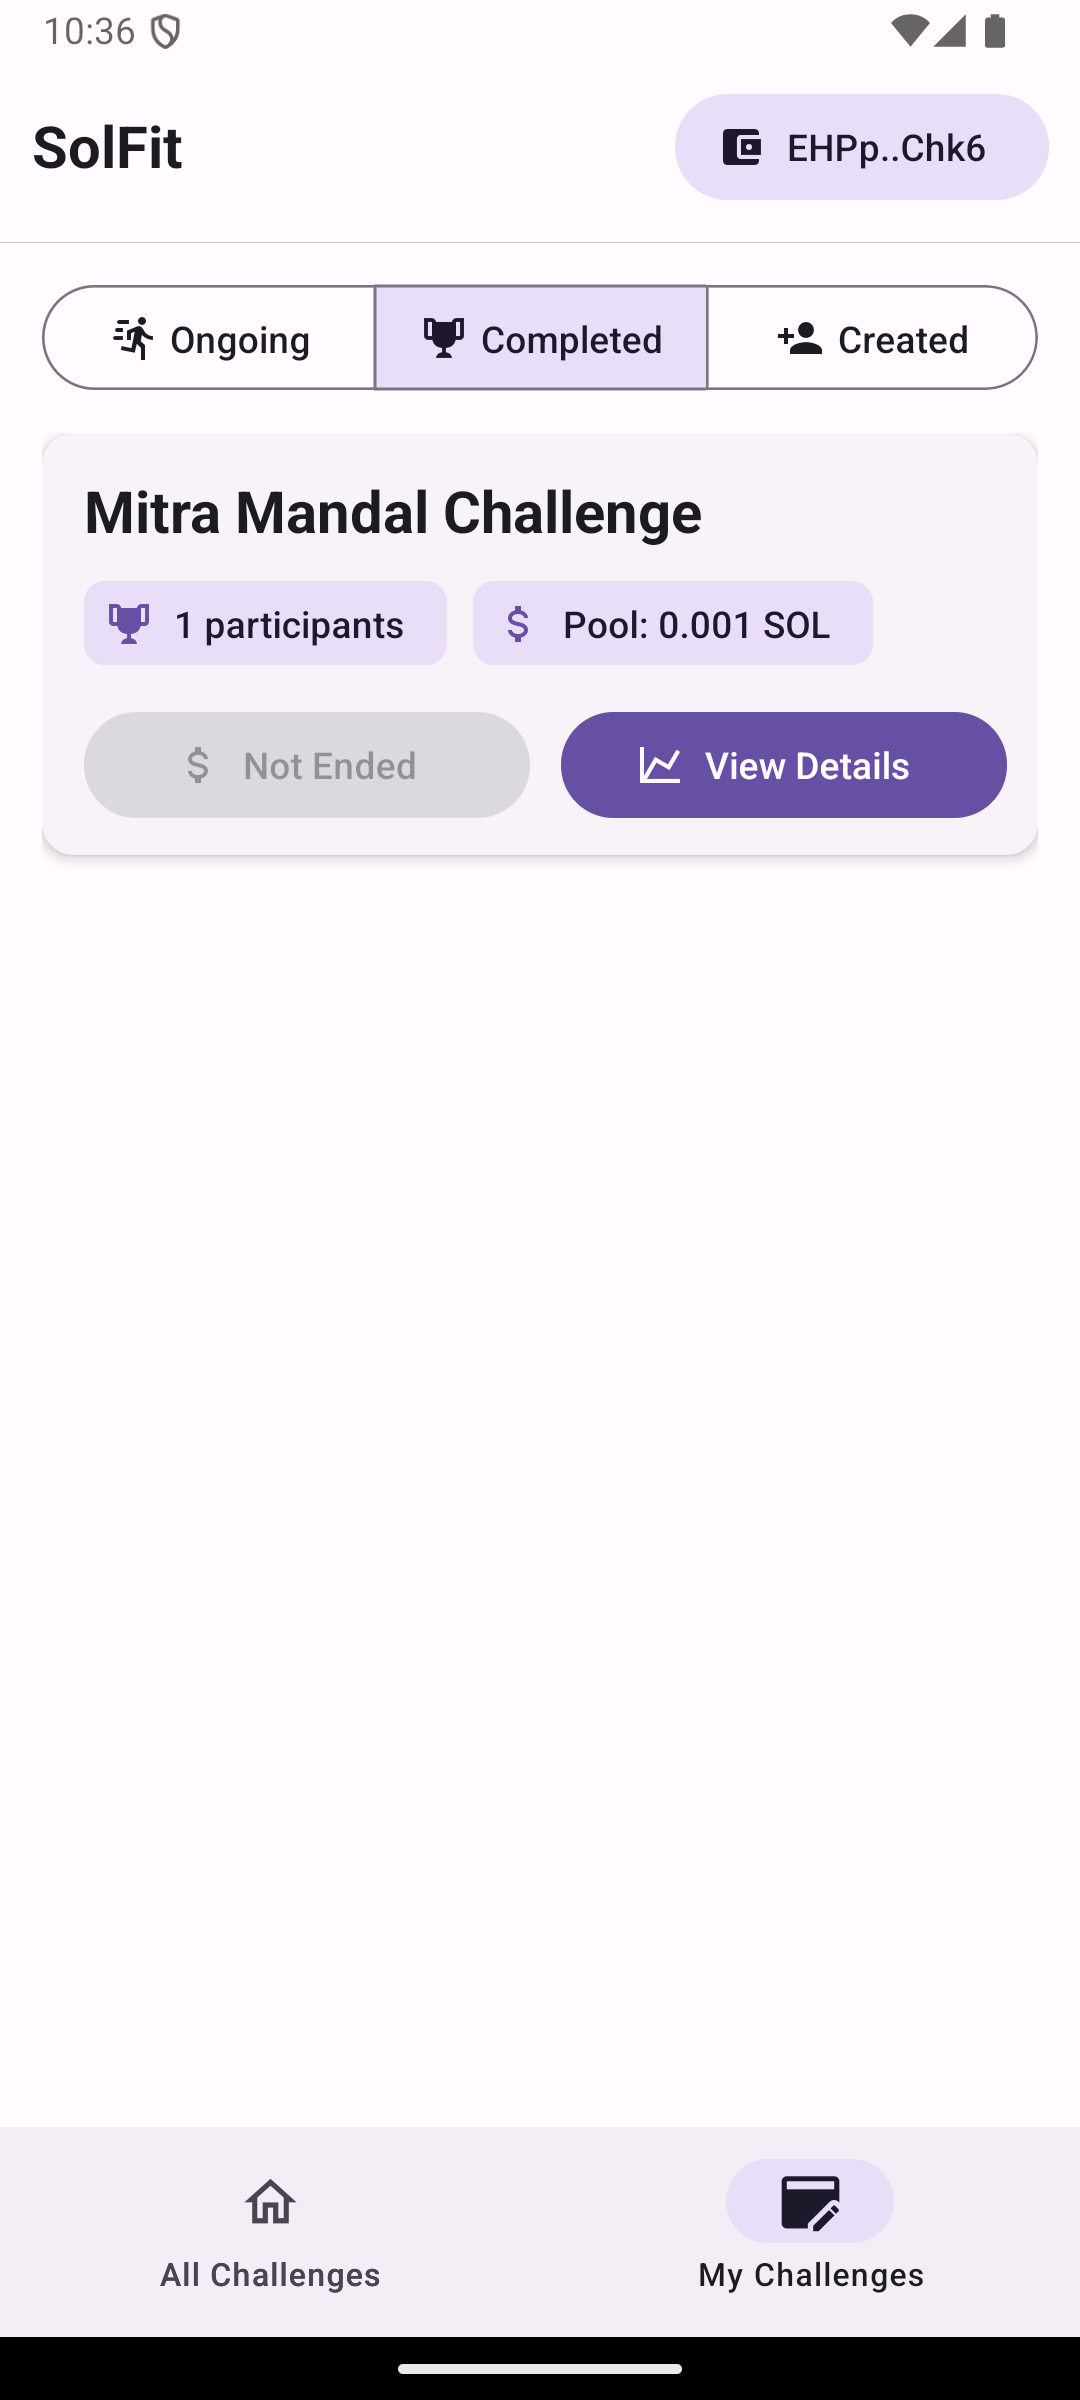 10:36
SolFit
EHPp..Chk6
Ongoing
Completed
Created
Mitra Mandal Challenge
1 participants
Pool: 0.001 SOL
Not Ended
View Details
All Challenges
My Challenges